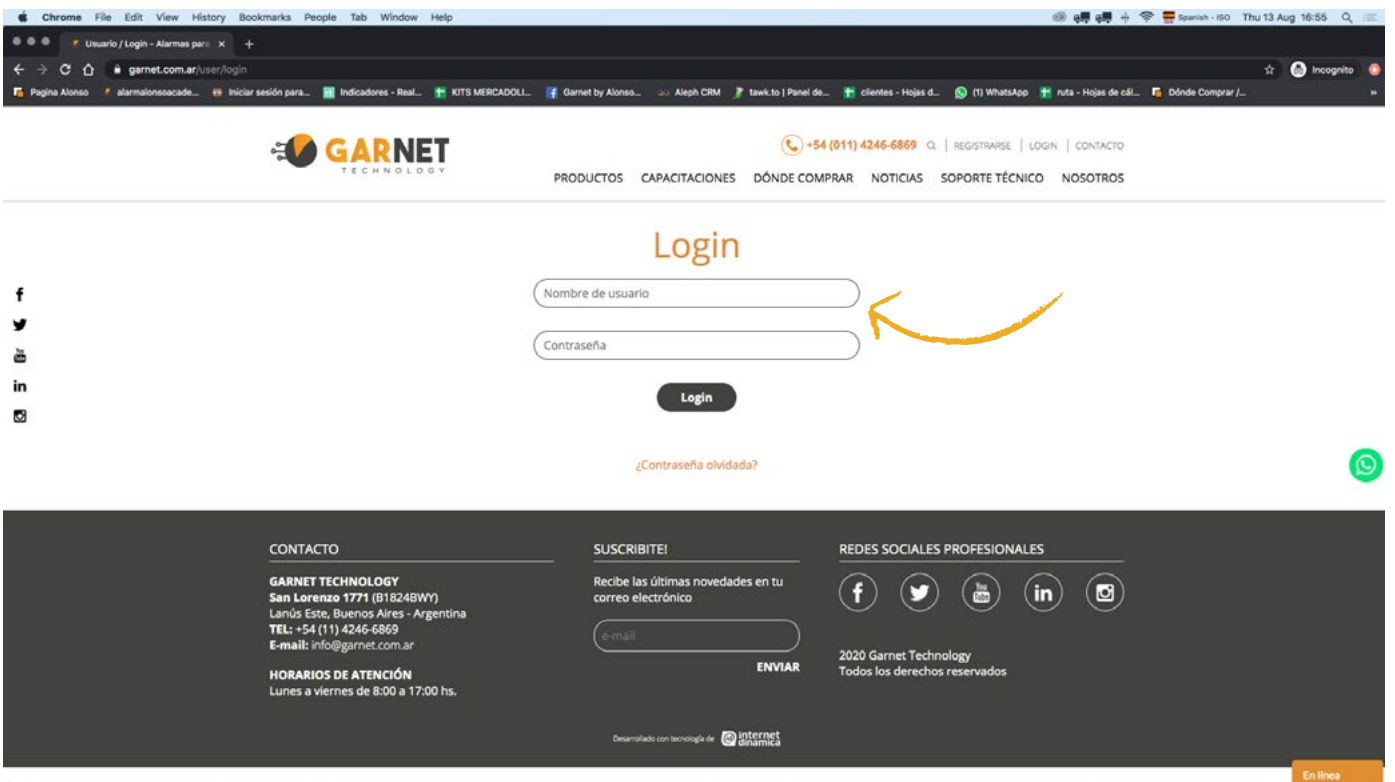 Chrome File Edit View History Bookmarks People Tab Window Help
Spanish - ISO Thu 13 Aug 16:55
Usuario / Login - Alarmas para
garnet.com.ar/user/login
Incognito
Pagina Alonso alarmalonsoacade... Iniciar sesión para... Indicadores - Real... KITS MERCADOLI... Garnet by Alonso... Aleph CRM tawk.to | Panel de... clientes - Hojas d... (1) WhatsApp ruta - Hojas de cál... Dónde Comprar /...
GARNET
TECHNOLOGY
+54 (011) 4246-6869 | REGISTRARSE | LOGIN | CONTACTO
PRODUCTOS CAPACITACIONES DÓNDE COMPRAR NOTICIAS SOPORTE TÉCNICO NOSOTROS
Login
Nombre de usuario
Contraseña
Login
¿Contraseña olvidada?
CONTACTO
GARNET TECHNOLOGY
San Lorenzo 1771 (B1824BWY)
Lanús Este, Buenos Aires - Argentina
TEL: +54 (11) 4246-6869
E-mail: info@garnet.com.ar
HORARIOS DE ATENCIÓN
Lunes a viernes de 8:00 a 17:00 hs.
SUSCRIBITE!
Recibe las últimas novedades en tu
correo electrónico
e-mail
ENVIAR
REDES SOCIALES PROFESIONALES
2020 Garnet Technology
Todos los derechos reservados
Desarrollado con tecnología de internet
dinamica
En línea